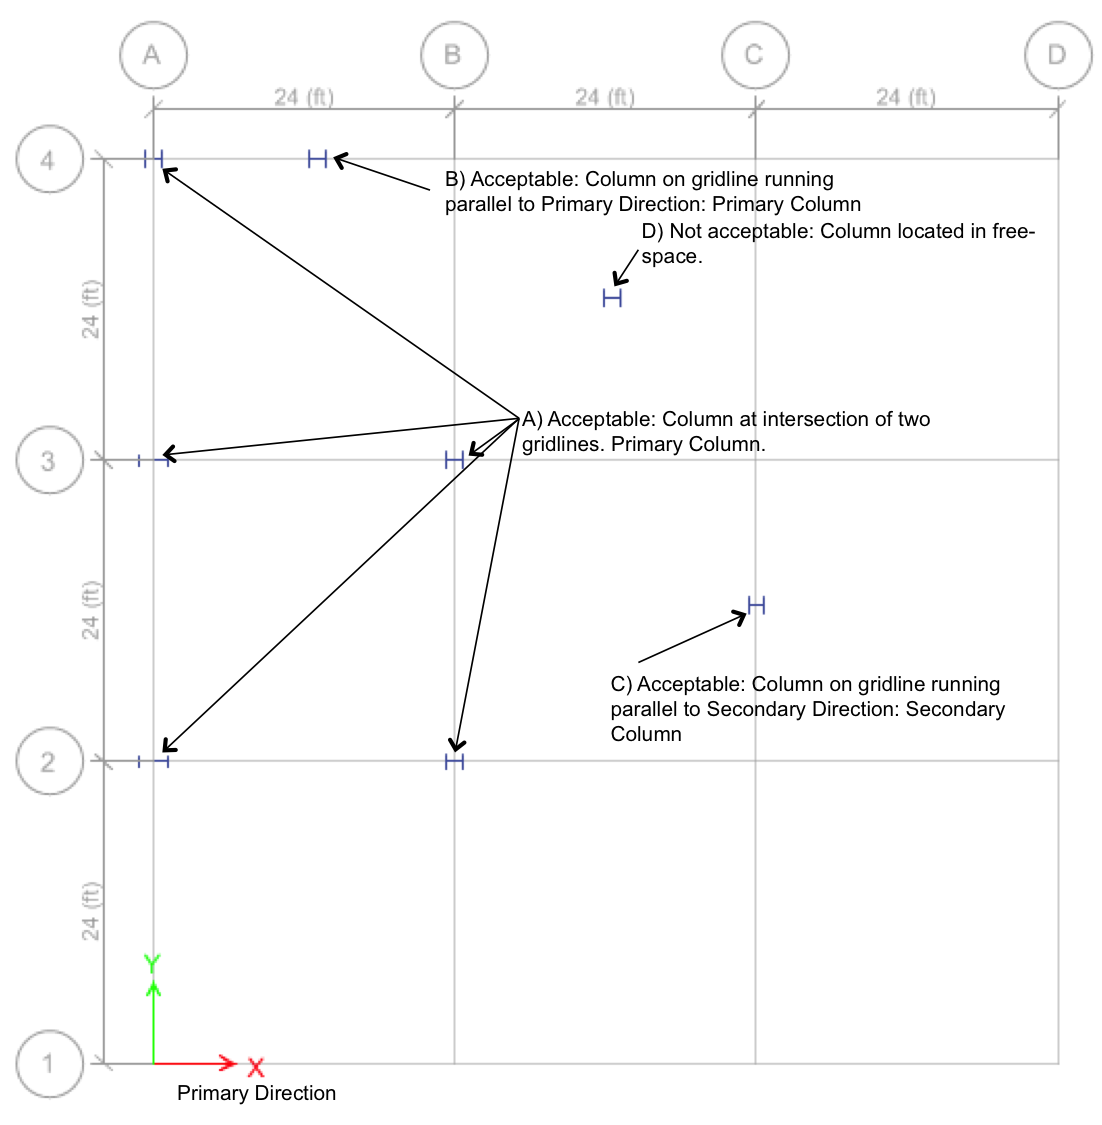 A
B
C
D
24 (ft)
24 (ft)
24 (ft)
4
B) Acceptable: Column on gridline running
parallel to Primary Direction: Primary Column
D) Not acceptable: Column located in free-
space.
24 (ft)
A) Acceptable: Column at intersection of two
gridlines. Primary Column.
3
24 (ft)
C) Acceptable: Column on gridline running
parallel to Secondary Direction: Secondary
Column
2
24 (ft)
Y
1
X
Primary Direction